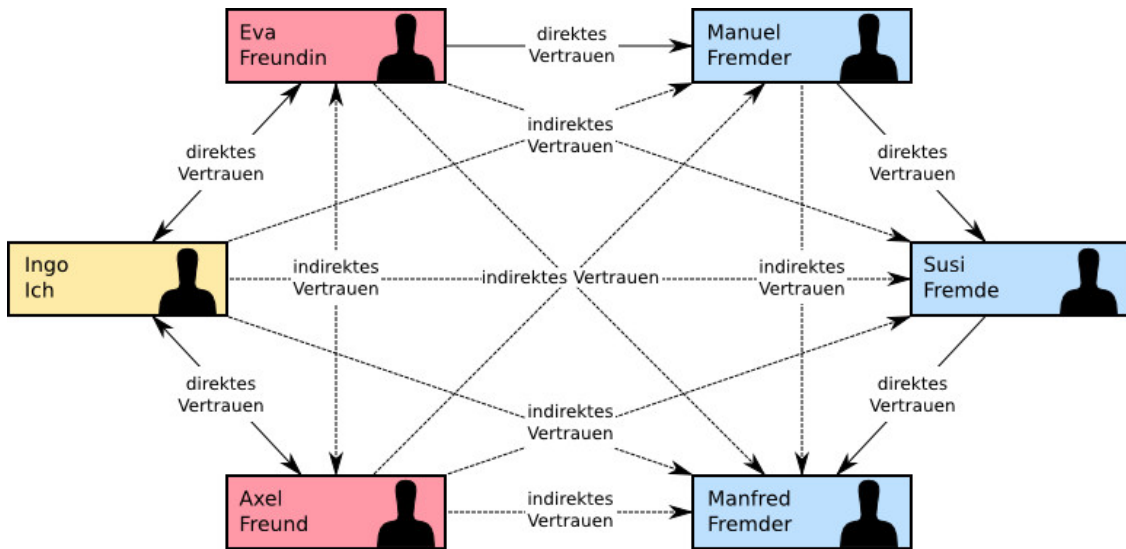 Eva
Freundin
direktes
Vertrauen
Manuel
Fremder
indirektes
Vertrauen
direktes
Vertrauen
direktes
Vertrauen
Ingo
Ich
indirektes
Vertrauen
indirektes Vertrauen
indirektes
Vertrauen
Susi
Fremde
direktes
Vertrauen
indirektes
Vertrauen
direktes
Vertrauen
Axel
Freund
indirektes
Vertrauen
Manfred
Fremder